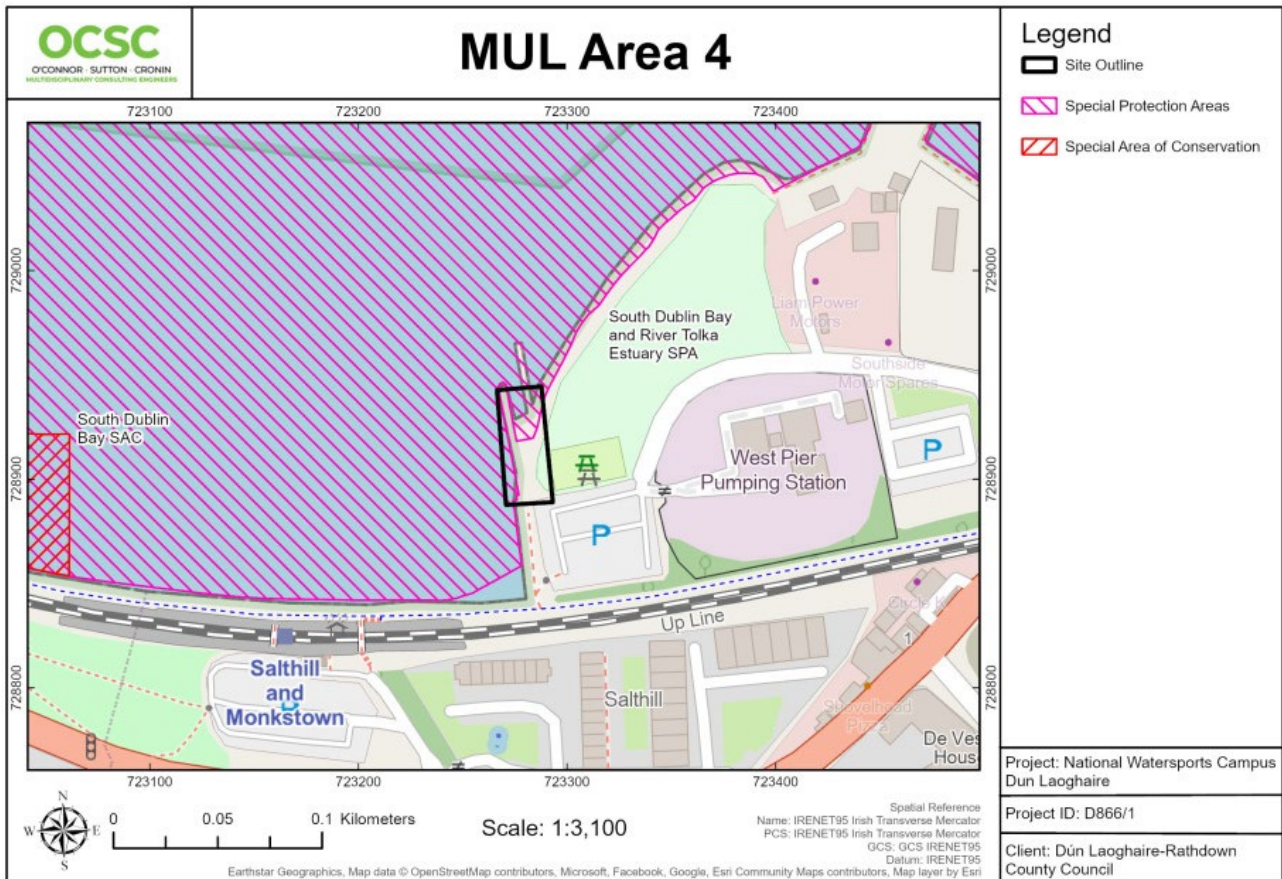 OCSC
O'CONNOR · SUTTON · CRONIN
MULTIDISCIPLINARY CONSULTING ENGINEERS
MUL Area 4
Legend
Site Outline
Special Protection Areas
Special Area of Conservation
723100
723200
723300
723400
729000
729000
728900
728900
728800
728800
South Dublin Bay
and River Tolka
Estuary SPA
Liam Power
Motors
Southside
Motor Spares
South Dublin
Bay SAC
West Pier
Pumping Station
P
P
Circle K
1
Up Line
Salthill
and
Monkstown
Salthill
Shovelhead
Pizza
De Ves
House
723100
723200
723300
723400
N
W
E
S
0
0.05
0.1 Kilometers
Scale: 1:3,100
Spatial Reference
Name: IRENET95 Irish Transverse Mercator
PCS: IRENET95 Irish Transverse Mercator
GCS: GCS IRENET95
Datum: IRENET95
Earthstar Geographics, Map data © OpenStreetMap contributors, Microsoft, Facebook, Google, Esri Community Maps contributors, Map layer by Esri
Project: National Watersports Campus
Dun Laoghaire
Project ID: D866/1
Client: Dún Laoghaire-Rathdown
County Council